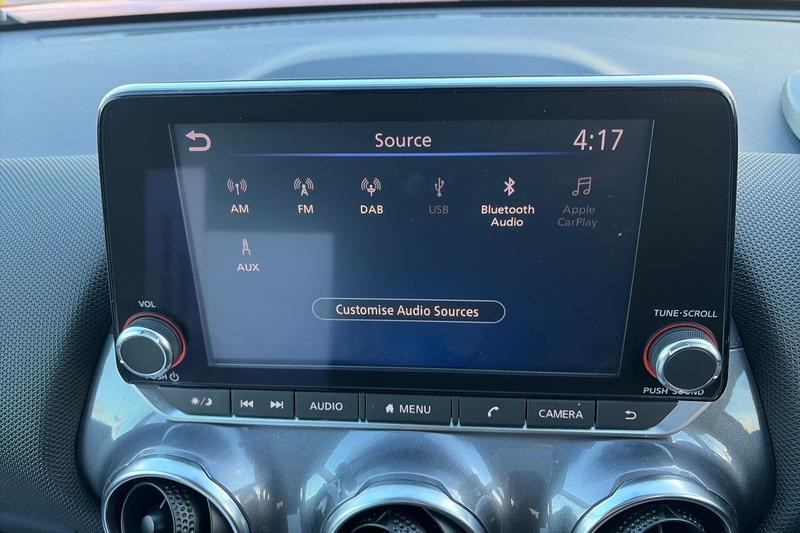 Source
4:17
AM
FM
DAB
USB
Bluetooth
Audio
Apple
CarPlay
AUX
Customise Audio Sources
VOL
TUNE·SCROLL
PUSH
PUSH SOUND
AUDIO
MENU
CAMERA